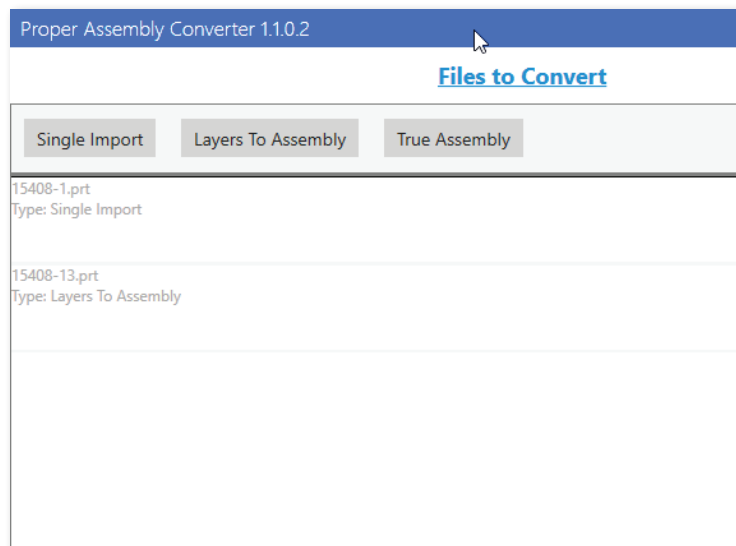 Proper Assembly Converter 1.1.0.2
Files to Convert
Single Import Layers To Assembly True Assembly
15408-1.prt
Type: Single Import
15408-13.prt
Type: Layers To Assembly